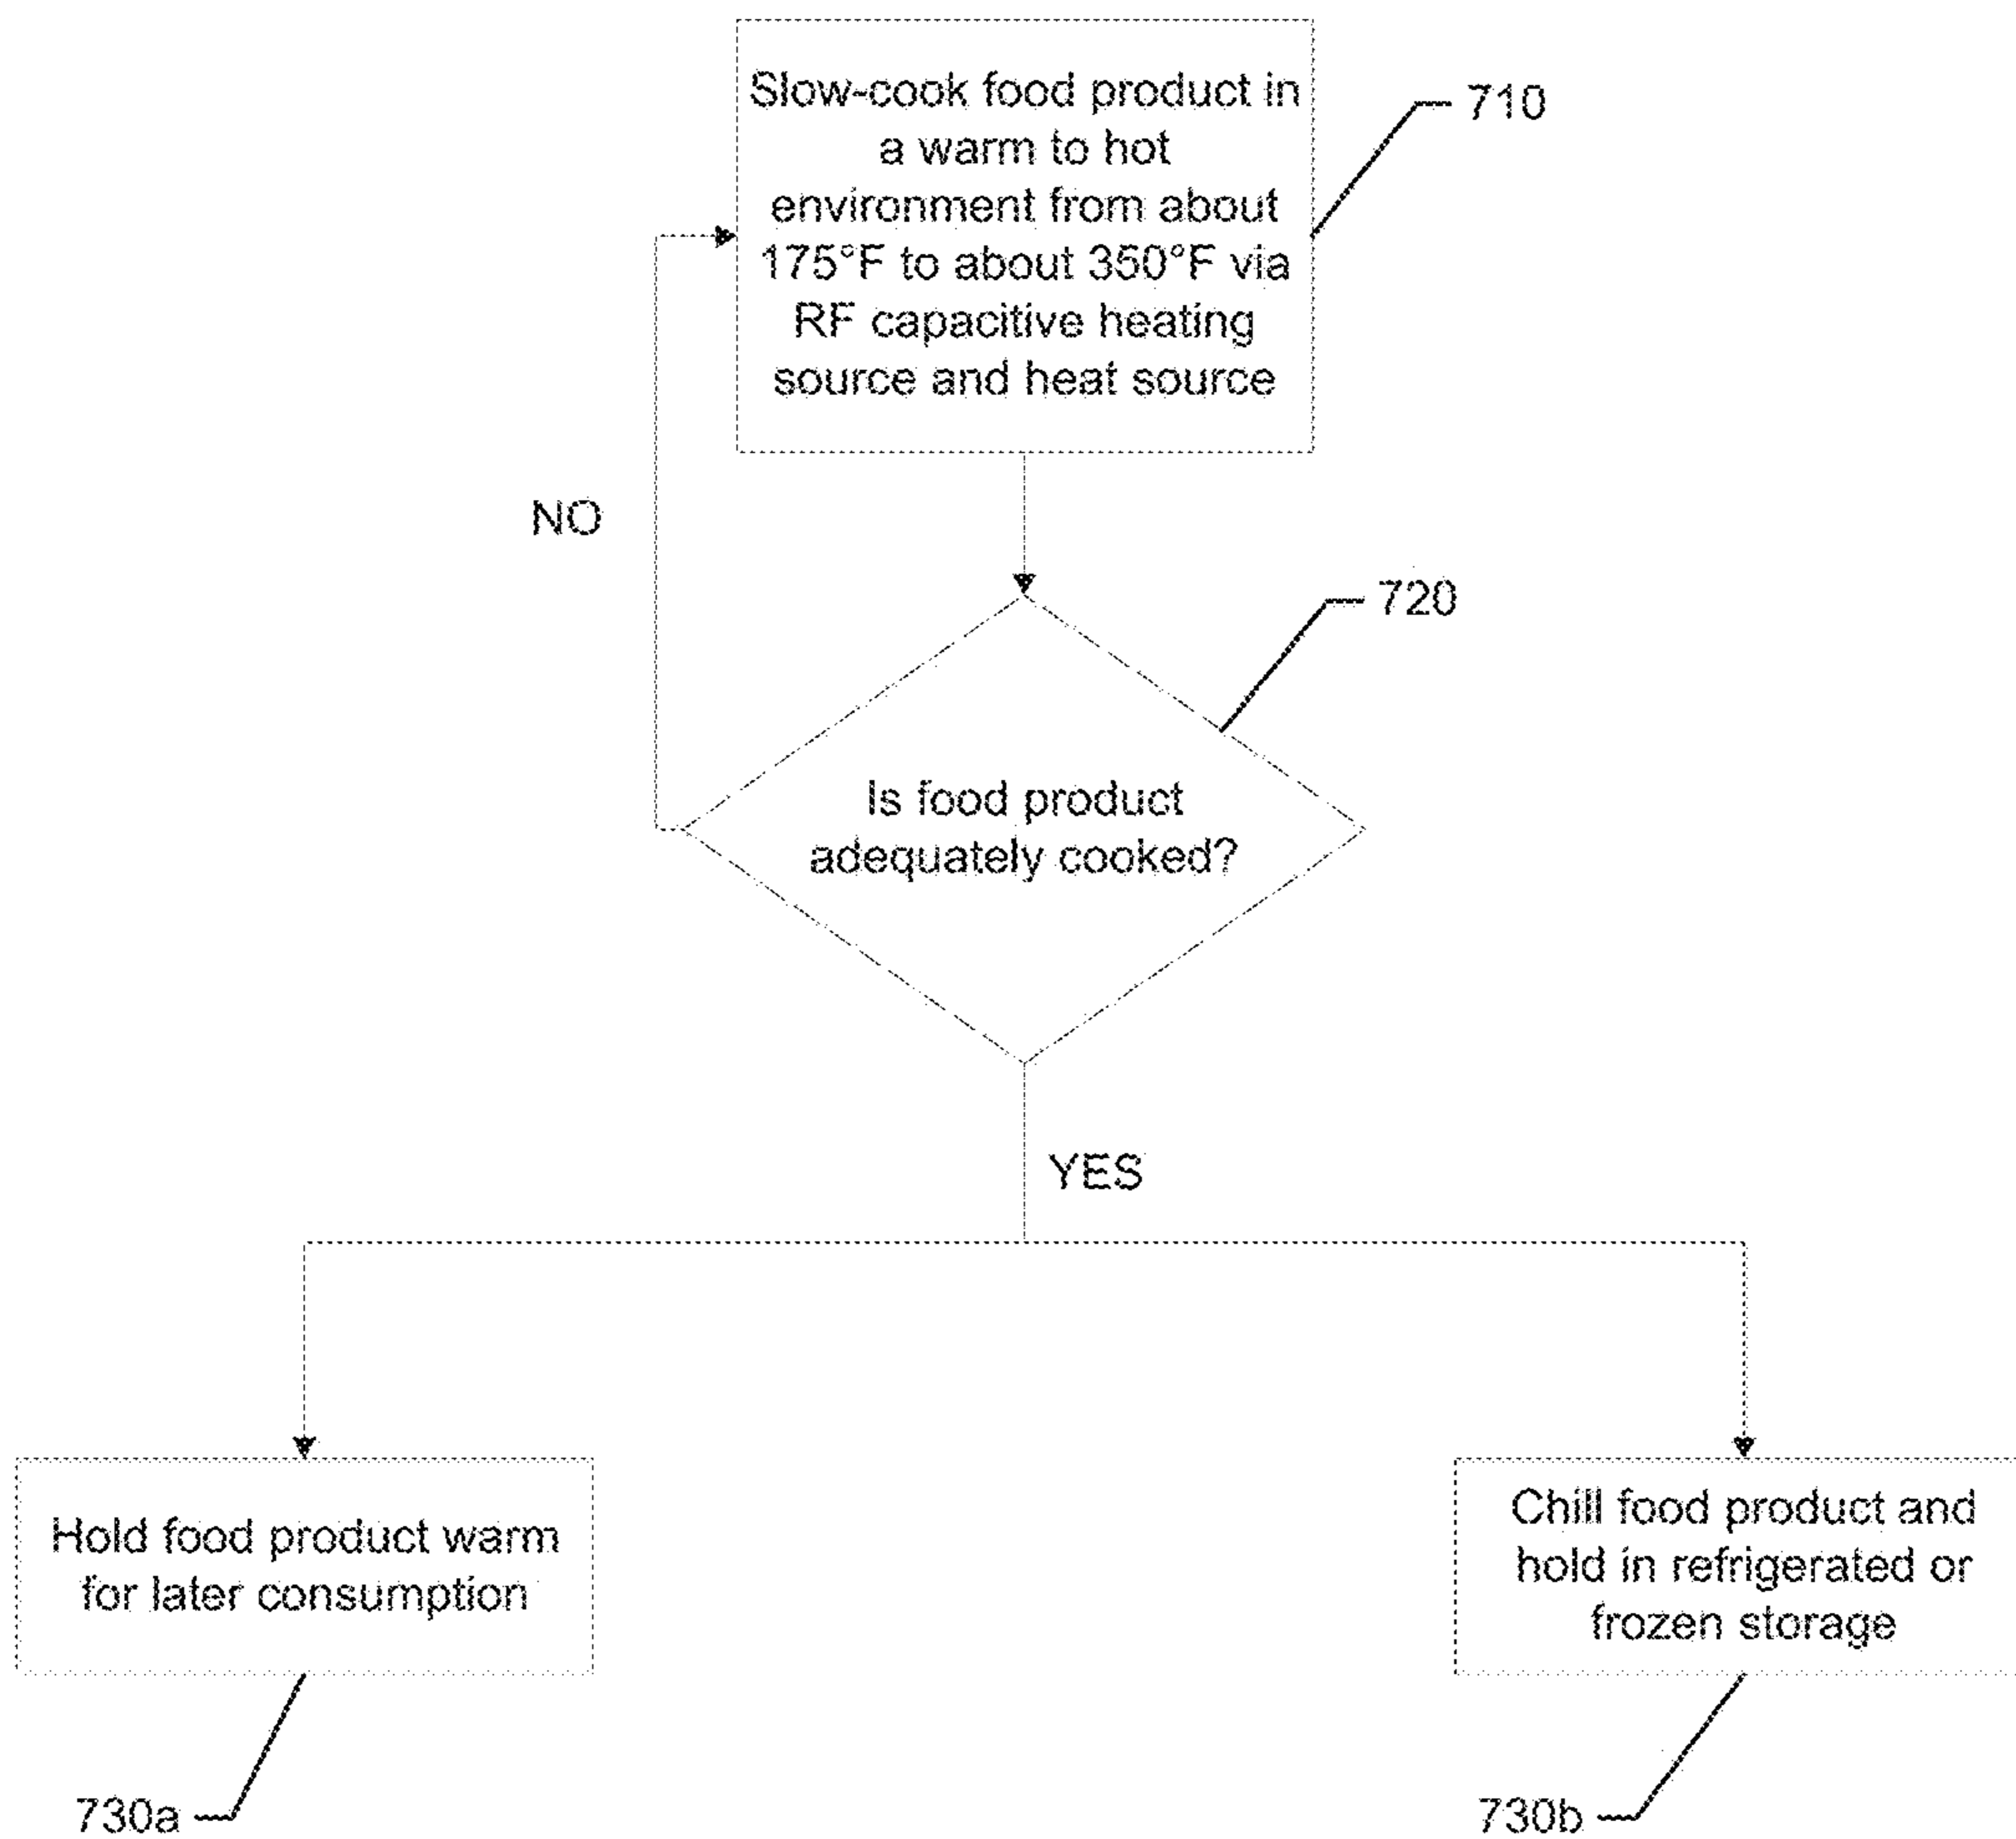 Slow-cook food product in
a warm to hot
environment from about
175°F to about 350°F via
RF capacitive heating
source and heat source
710
NO
720
Is food product
adequately cooked?
YES
Hold food product warm
for later consumption
Chill food product and
hold in refrigerated or
frozen storage
730a
730b